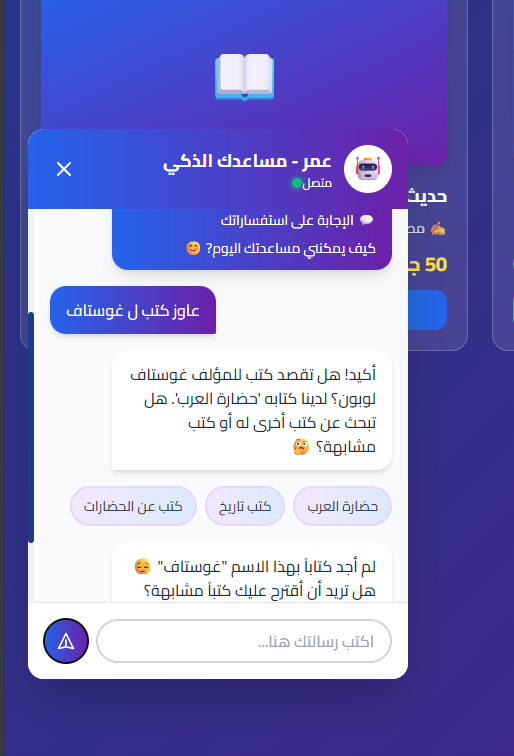 عمر - مساعدك الذكي
متصل
الإجابة على استفساراتك
كيف يمكنني مساعدتك اليوم؟ 😊
عاوز كتب ل غوستاف
أكيد! هل تقصد كتب للمؤلف غوستاف
لوبون؟ لدينا كتابه 'حضارة العرب'. هل
تبحث عن كتب أخرى له أو كتب
مشابهة؟ 🤔
حضارة العرب
كتب تاريخ
كتب عن الحضارات
لم أجد كتاباً بهذا الاسم "غوستاف" 😔
هل تريد أن أقترح عليك كتباً مشابهة؟
اكتب رسالتك هنا...
حديث
50